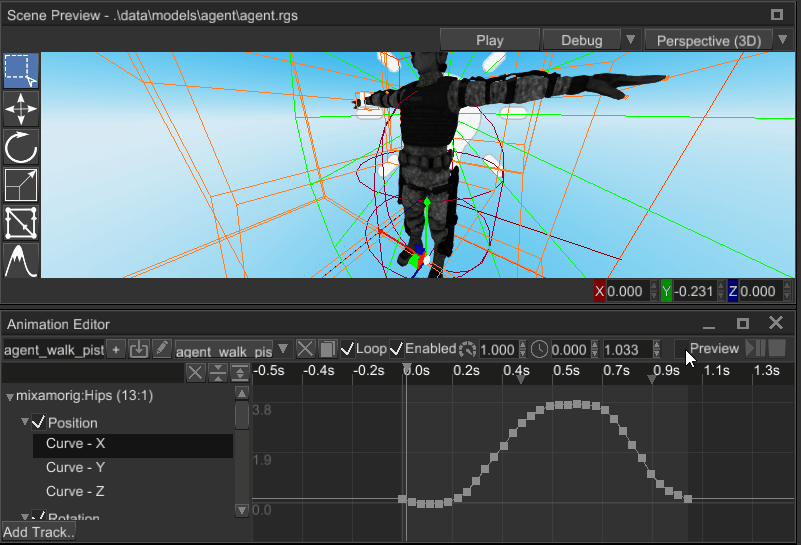 Scene Preview - .\data\models\agent\agent.rgs
Play Debug Perspective (3D)
X 0.000 Y -0.231 Z 0.000
Animation Editor
agent_walk_pist + agent_walk_pis Loop Enabled 1.000 0.000 1.033 Preview
-0.5s -0.4s -0.2s 0.0s 0.2s 0.4s 0.5s 0.7s 0.9s 1.1s 1.3s
mixamorig:Hips (13:1)
3.8
Position
Curve - X
1.9
Curve - Y
Curve - Z
0.0
Rotation
Add Track..